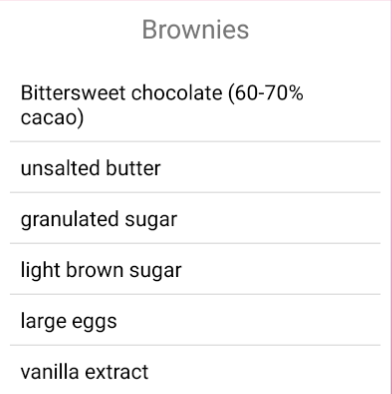 Brownies
Bittersweet chocolate (60-70%
cacao)
unsalted butter
granulated sugar
light brown sugar
large eggs
vanilla extract